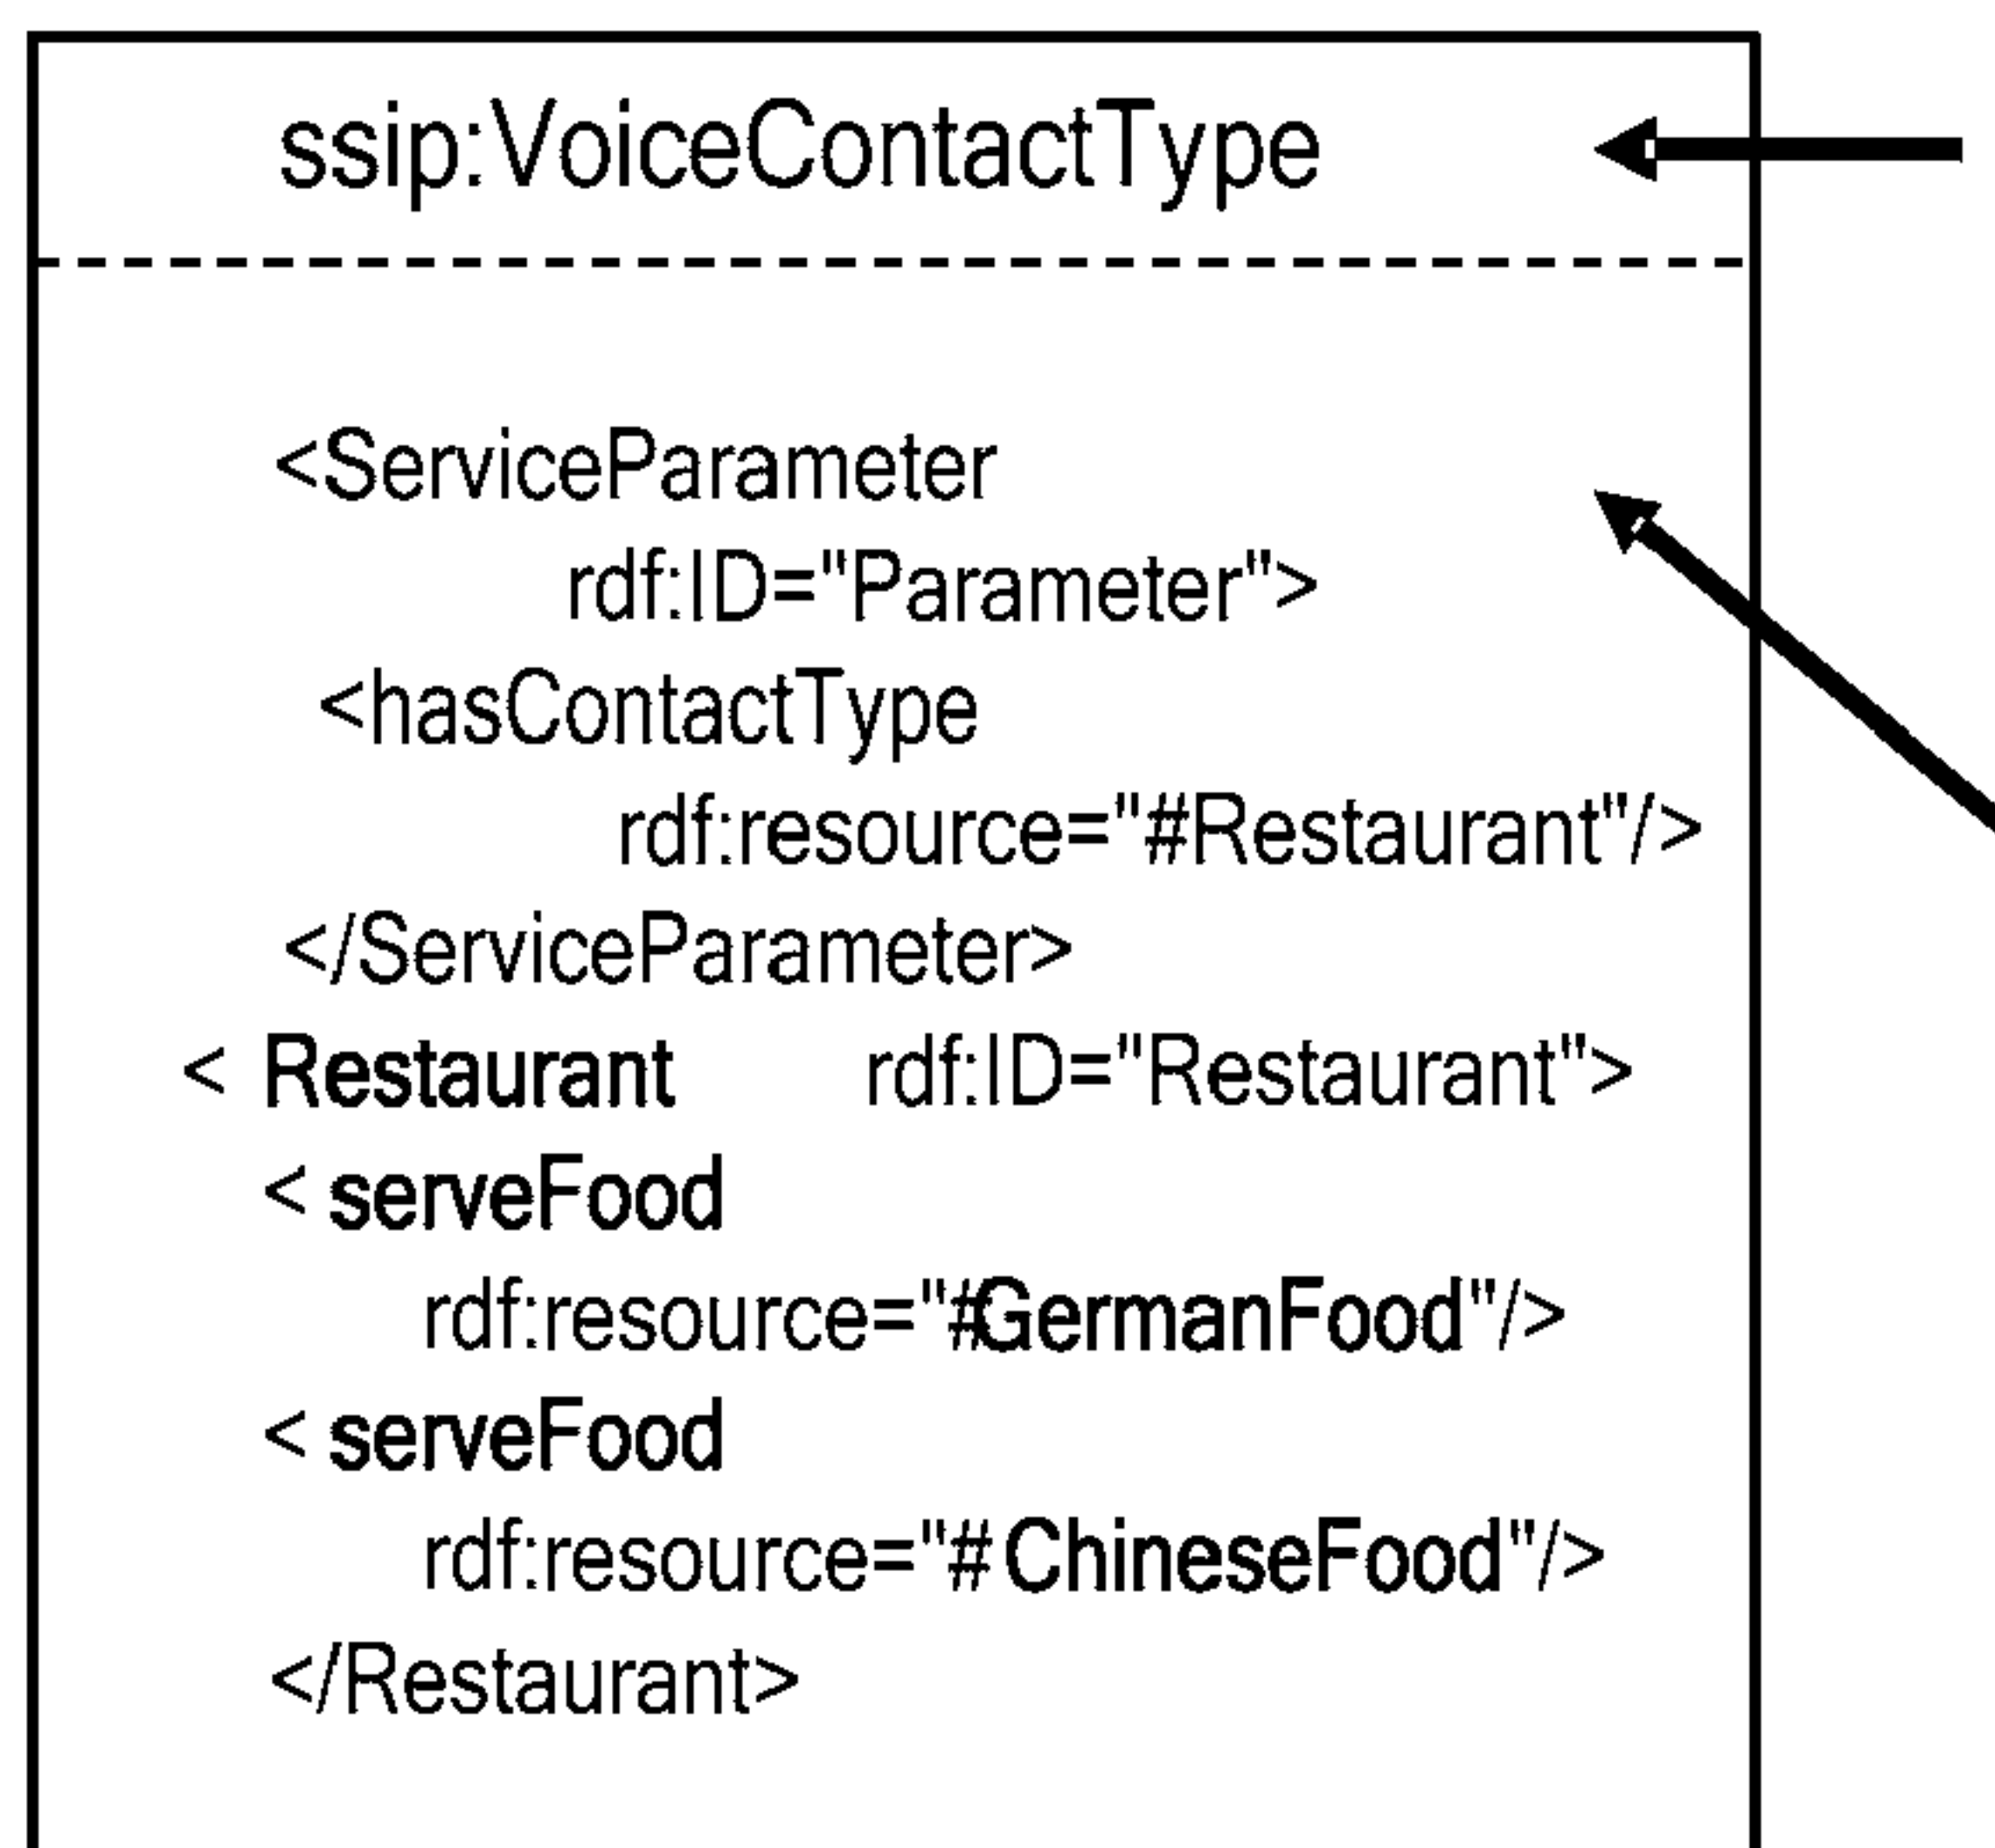 ssip:VoiceContactType
<ServiceParameter
rdf:ID="Parameter">
<hasContactType
rdf:resource="#Restaurant"/>
</ServiceParameter>
< Restaurant rdf:ID="Restaurant">
< serveFood
rdf:resource="#GermanFood"/>
< serveFood
rdf:resource="#ChineseFood"/>
</Restaurant>